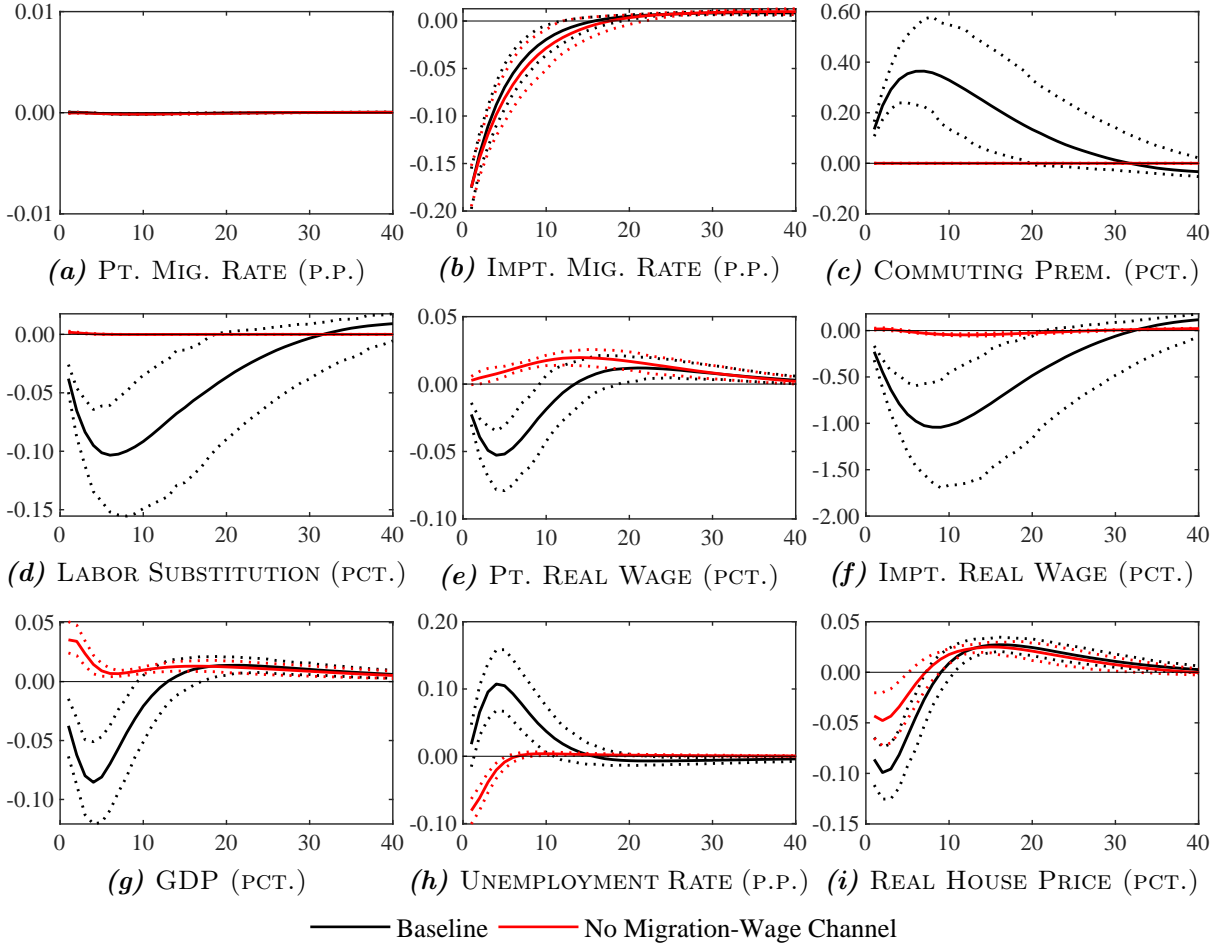 0.01
0.00
-0.01
0 10 20 30 40
(a) Pt. Mig. Rate (p.p.)
0.00
-0.05
-0.10
-0.15
-0.20
0 10 20 30 40
(b) Impt. Mig. Rate (p.p.)
0.60
0.40
0.20
0.00
-0.20
0 10 20 30 40
(c) Commuting Prem. (pct.)
0.00
-0.05
-0.10
-0.15
0 10 20 30 40
(d) Labor Substitution (pct.)
0.05
0.00
-0.05
-0.10
0 10 20 30 40
(e) Pt. Real Wage (pct.)
0.00
-0.50
-1.00
-1.50
-2.00
0 10 20 30 40
(f) Impt. Real Wage (pct.)
0.05
0.00
-0.05
-0.10
0 10 20 30 40
(g) GDP (pct.)
0.20
0.10
0.00
-0.10
0 10 20 30 40
(h) Unemployment Rate (p.p.)
0.05
0.00
-0.05
-0.10
-0.15
0 10 20 30 40
(i) Real House Price (pct.)
Baseline No Migration-Wage Channel